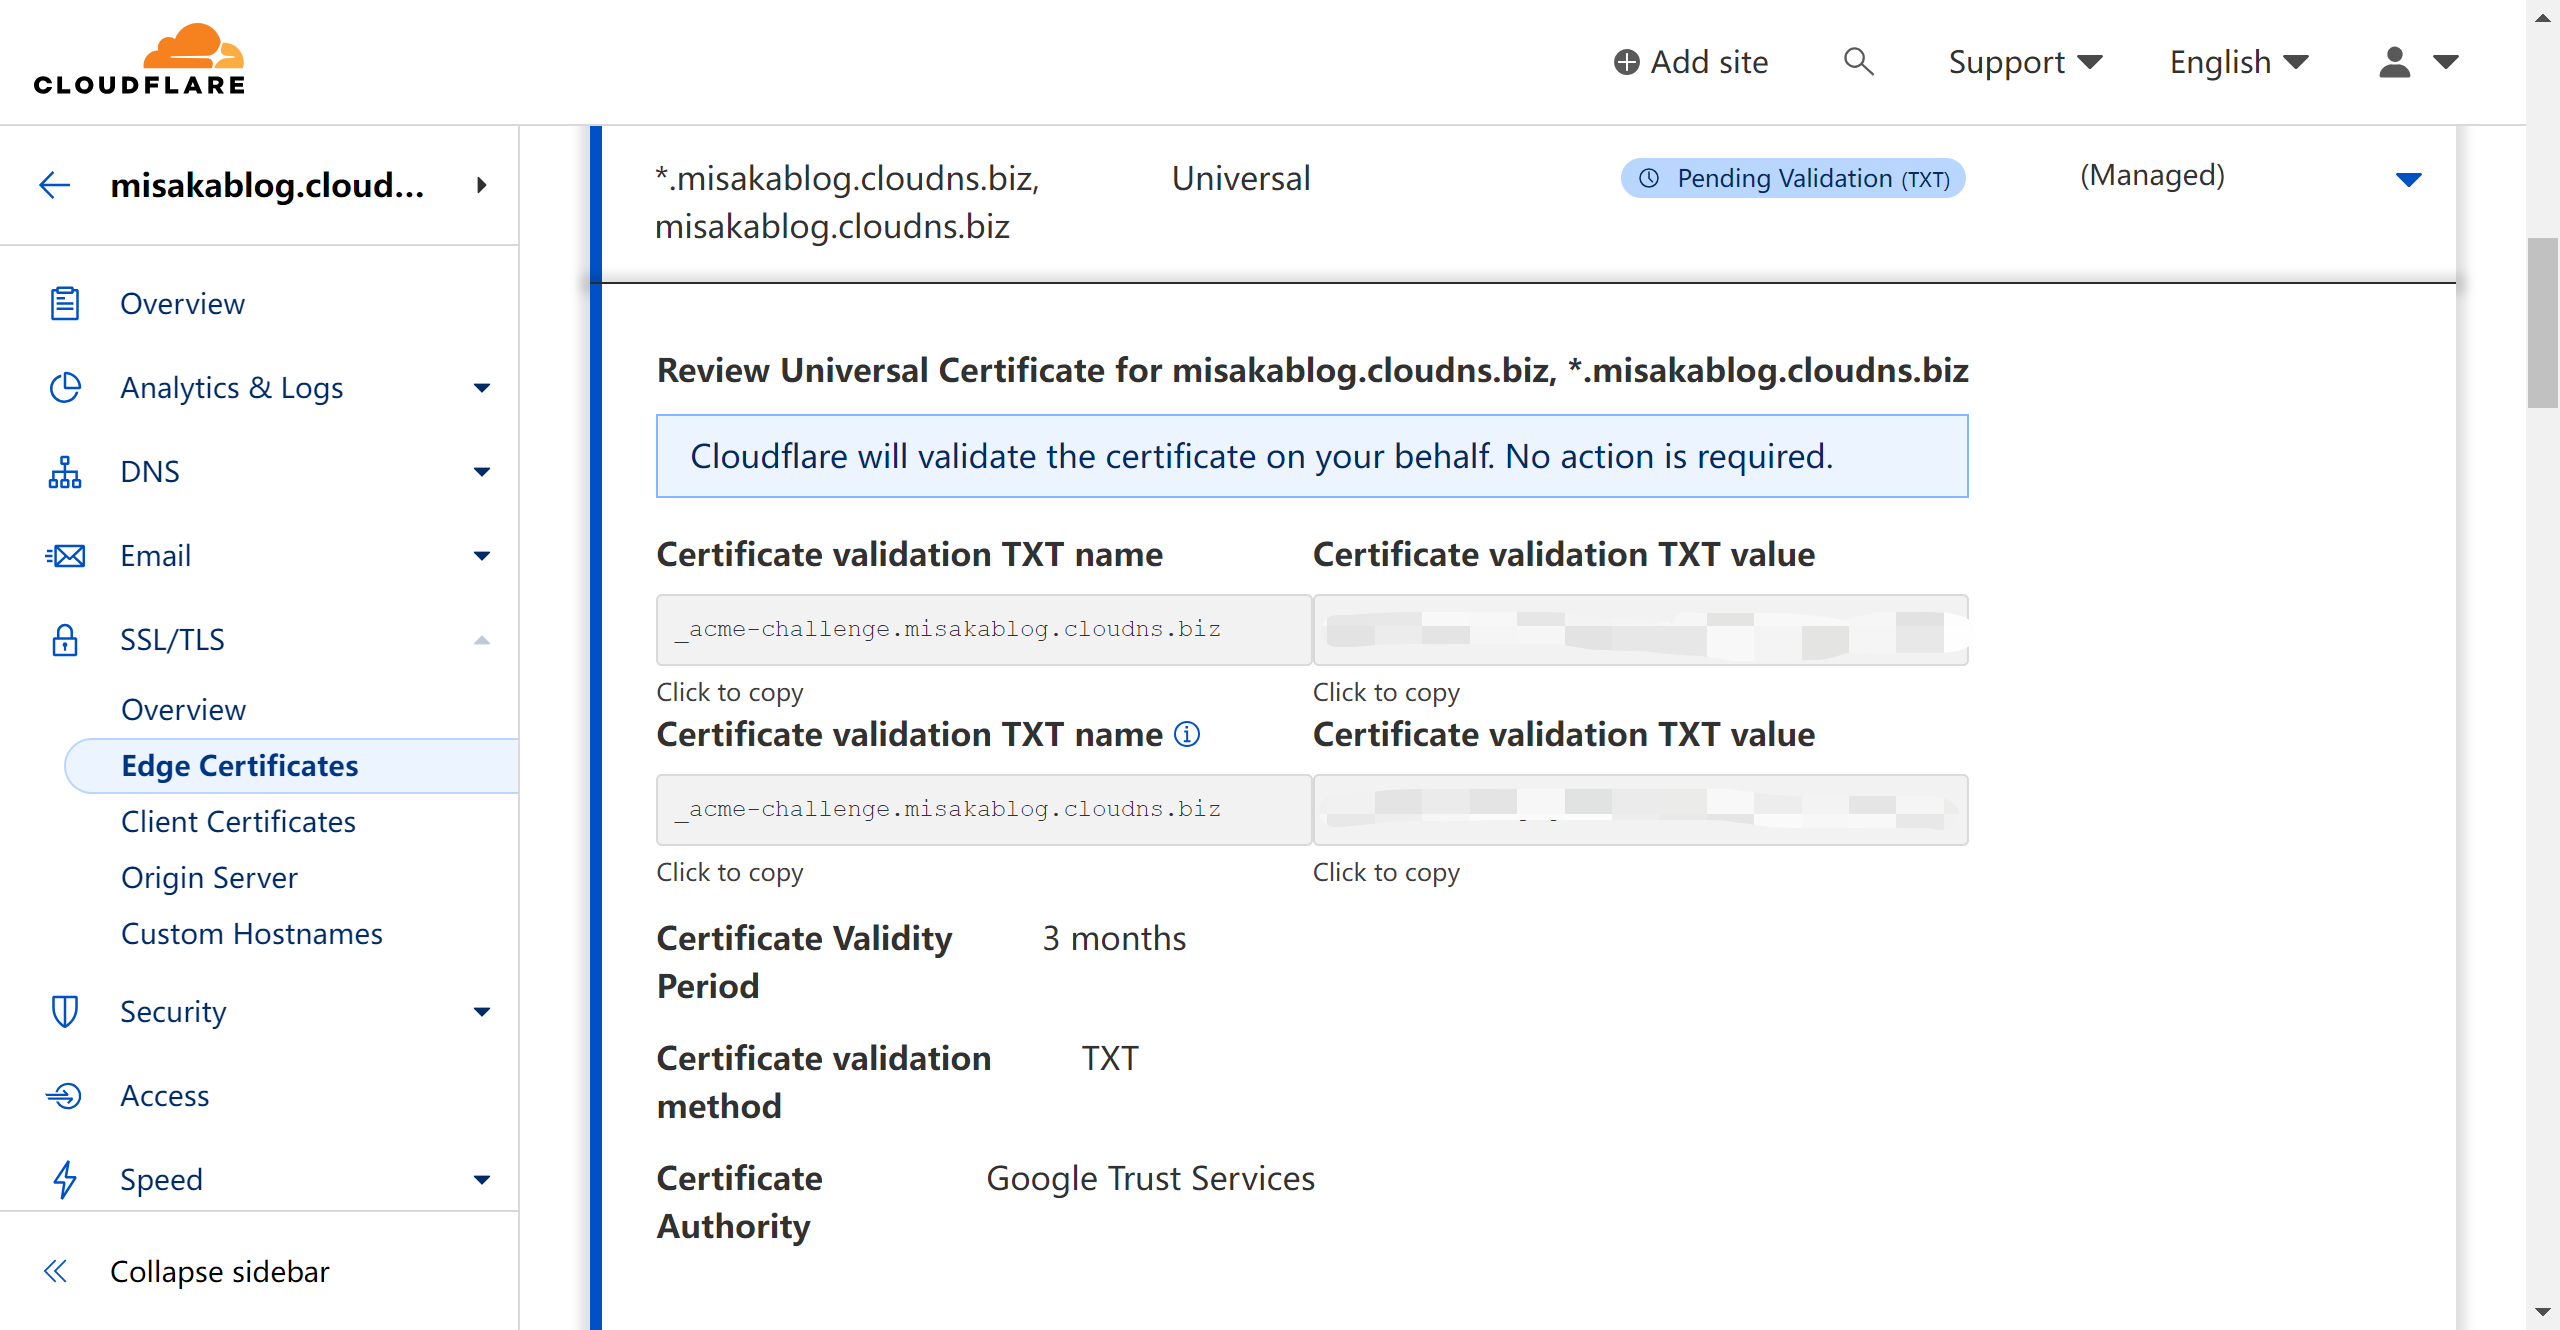 CLOUDFLARE
Add site
Support
English
misakablog.cloud...
Overview
Analytics & Logs
DNS
Email
SSL/TLS
Overview
Edge Certificates
Client Certificates
Origin Server
Custom Hostnames
Security
Access
Speed
Collapse sidebar
*.misakablog.cloudns.biz,
misakablog.cloudns.biz
Universal
Pending Validation (TXT)
(Managed)
Review Universal Certificate for misakablog.cloudns.biz, *.misakablog.cloudns.biz
Cloudflare will validate the certificate on your behalf. No action is required.
Certificate validation TXT name
Certificate validation TXT value
_acme-challenge.misakablog.cloudns.biz
Click to copy
Click to copy
Certificate validation TXT name
Certificate validation TXT value
_acme-challenge.misakablog.cloudns.biz
Click to copy
Click to copy
Certificate Validity
Period
3 months
Certificate validation
method
TXT
Certificate
Authority
Google Trust Services